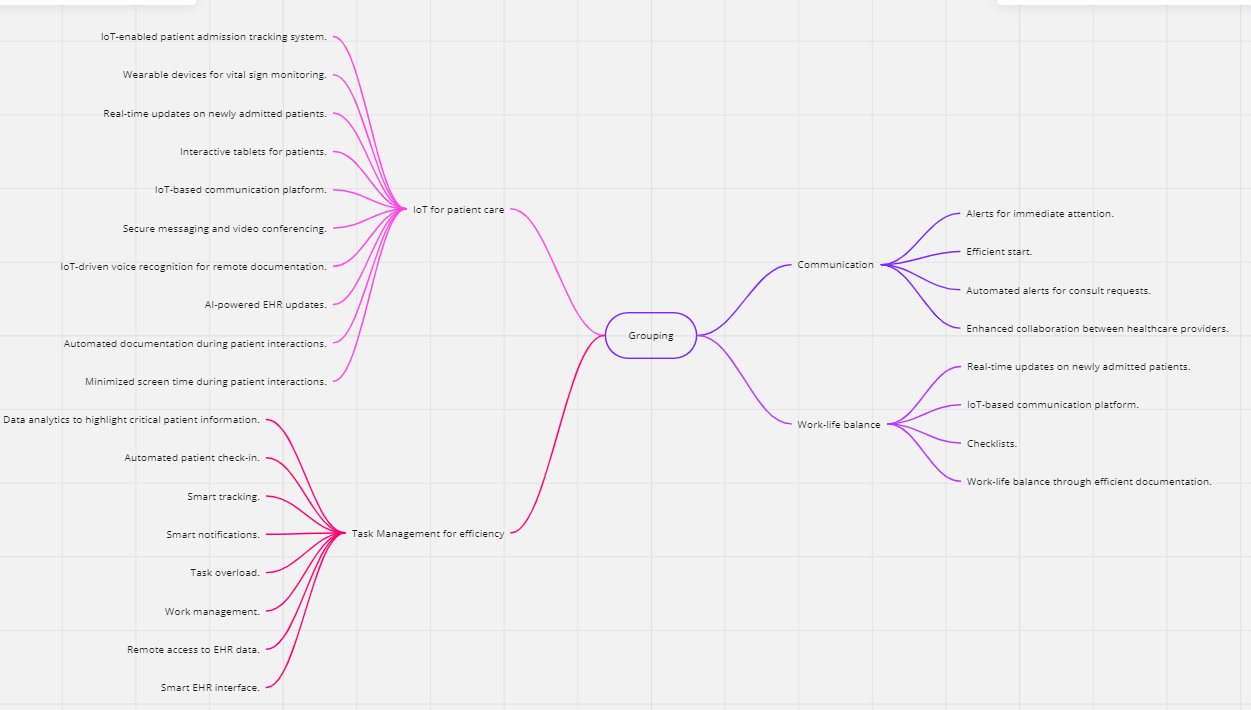 IoT-enabled patient admission tracking system.
Wearable devices for vital sign monitoring.
Real-time updates on newly admitted patients.
Interactive tablets for patients.
IoT-based communication platform.
Secure messaging and video conferencing.
IoT-driven voice recognition for remote documentation.
AI-powered EHR updates.
Automated documentation during patient interactions.
Minimized screen time during patient interactions.
IoT for patient care
Data analytics to highlight critical patient information.
Automated patient check-in.
Smart tracking.
Smart notifications.
Task overload.
Work management.
Remote access to EHR data.
Smart EHR interface.
Task Management for efficiency
Grouping
Communication
Alerts for immediate attention.
Efficient start.
Automated alerts for consult requests.
Enhanced collaboration between healthcare providers.
Work-life balance
Real-time updates on newly admitted patients.
IoT-based communication platform.
Checklists.
Work-life balance through efficient documentation.